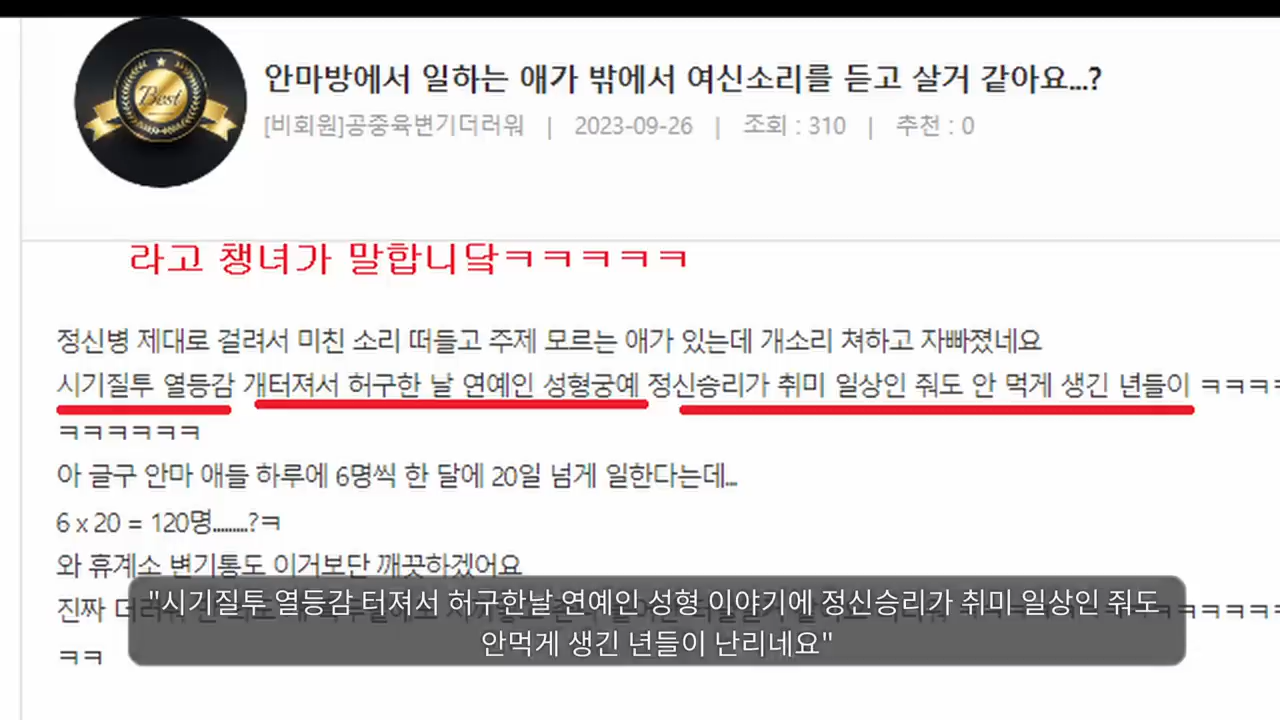 Best
안마방에서 일하는 애가 밖에서 여신소리를 듣고 살거 같아요...?
[비회원]공중육변기더러워 | 2023-09-26 | 조회 : 310 | 추천 : 0
라고 챙녀가 말합니닼ㅋㅋㅋㅋㅋ
정신병 제대로 걸려서 미친 소리 떠들고 주제 모르는 애가 있는데 개소리 쳐하고 자빠졌네요
시기질투 열등감 개터져서 허구한 날 연예인 성형궁예 정신승리가 취미 일상인 줘도 안 먹게 생긴 년들이 ㅋㅋㅋㅋ
ㅋㅋㅋㅋㅋㅋ
아 글구 안마 애들 하루에 6명씩 한 달에 20일 넘게 일한다는데...
6 x 20 = 120명.........?ㅋ
와 휴계소 변기통도 이거보단 깨끗하겠어요
진짜
ㅋㅋ
"시기질투 열등감 터져서 허구한날 연예인 성형 이야기에 정신승리가 취미 일상인 줘도
안먹게 생긴 년들이 난리네요"